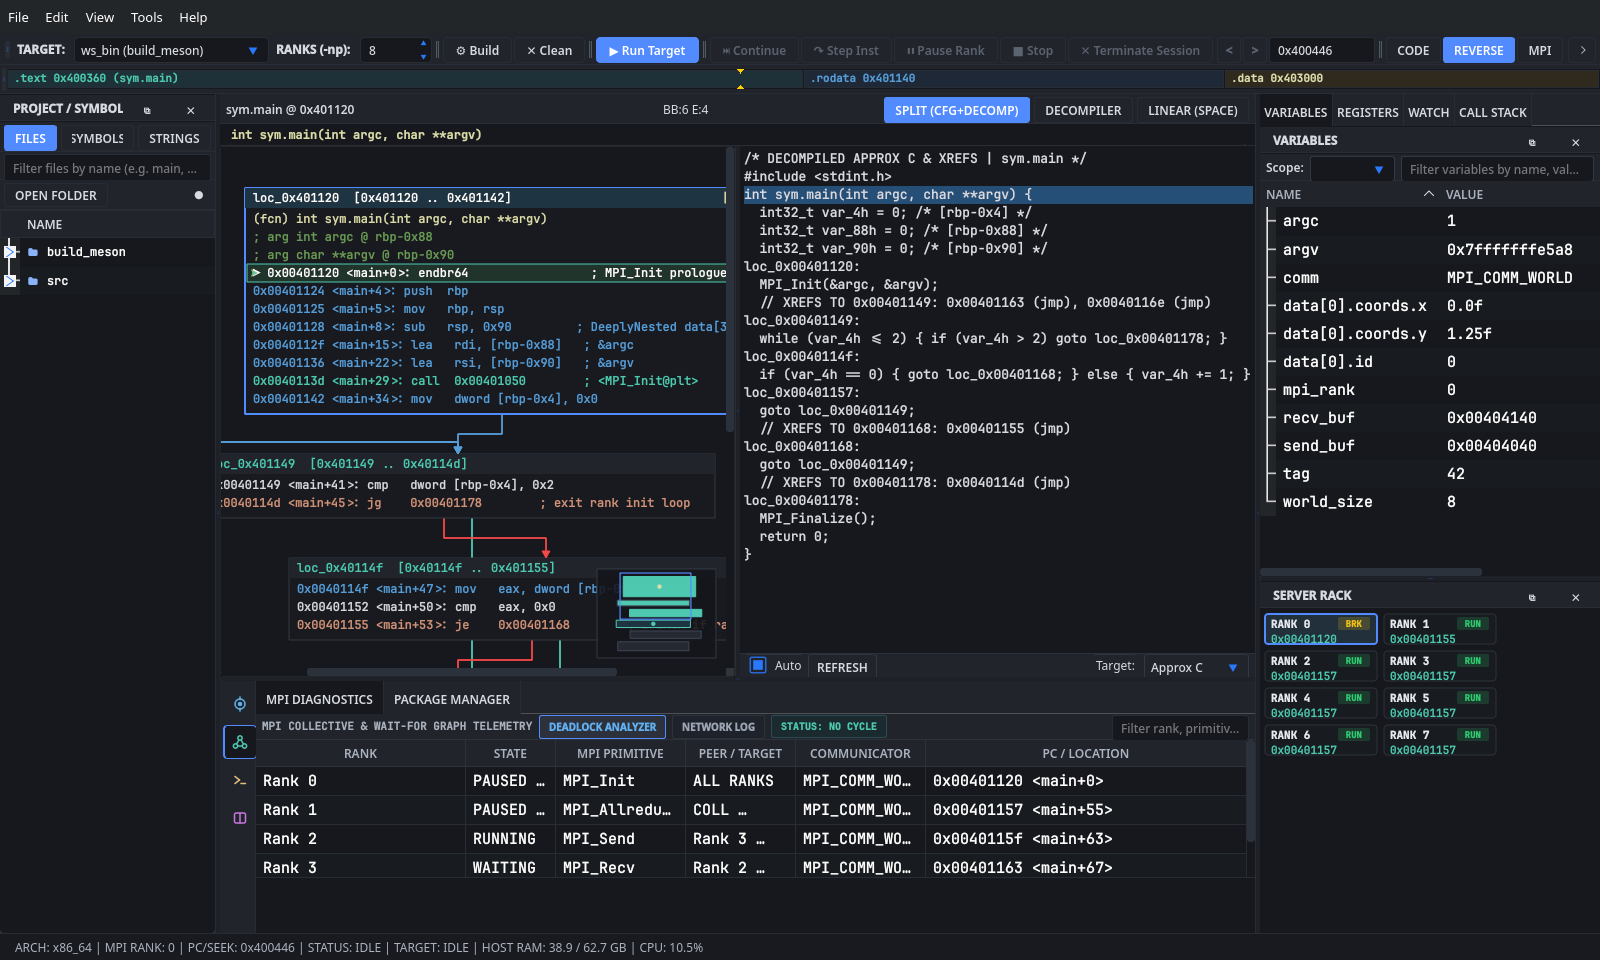 File Edit View Tools Help
TARGET: ws_bin (build_meson) RANKS (-np): 8 Build Clean Run Target Continue Step Inst Pause Rank Stop Terminate Session < > 0x400446 CODE REVERSE MPI
.text 0x400360 (sym.main) .rodata 0x401140 .data 0x403000
PROJECT / SYMBOL
FILES SYMBOLS STRINGS
Filter files by name (e.g. main, ...
OPEN FOLDER
NAME
build_meson
src
sym.main @ 0x401120 BB:6 E:4 SPLIT (CFG+DECOMP) DECOMPILER LINEAR (SPACE)
int sym.main(int argc, char **argv)
loc_0x401120 [0x401120 .. 0x401142]
(fcn) int sym.main(int argc, char **argv)
; arg int argc @ rbp-0x88
; arg char **argv @ rbp-0x90
0x00401120 <main+0>: endbr64 ; MPI_Init prologue
0x00401124 <main+4>: push rbp
0x00401125 <main+5>: mov rbp, rsp
0x00401128 <main+8>: sub rsp, 0x90 ; DeeplyNested data[3
0x0040112f <main+15>: lea rdi, [rbp-0x88] ; &argc
0x00401136 <main+22>: lea rsi, [rbp-0x90] ; &argv
0x0040113d <main+29>: call 0x00401050 ; <MPI_Init@plt>
0x00401142 <main+34>: mov dword [rbp-0x4], 0x0
oc_0x401149 [0x401149 .. 0x40114d]
00401149 <main+41>: cmp dword [rbp-0x4], 0x2
0040114d <main+45>: jg 0x00401178 ; exit rank init loop
loc_0x40114f [0x40114f .. 0x401155]
0x0040114f <main+47>: mov eax, dword [rb
0x00401152 <main+50>: cmp eax, 0x0
0x00401155 <main+53>: je 0x00401168
/* DECOMPILED APPROX C & XREFS | sym.main */
#include <stdint.h>
int sym.main(int argc, char **argv) {
int32_t var_4h = 0; /* [rbp-0x4] */
int32_t var_88h = 0; /* [rbp-0x88] */
int32_t var_90h = 0; /* [rbp-0x90] */
loc_0x00401120:
MPI_Init(&argc, &argv);
// XREFS TO 0x00401149: 0x00401163 (jmp), 0x0040116e (jmp)
loc_0x00401149:
while (var_4h <= 2) { if (var_4h > 2) goto loc_0x00401178; }
loc_0x0040114f:
if (var_4h == 0) { goto loc_0x00401168; } else { var_4h += 1; }
loc_0x00401157:
goto loc_0x00401149;
// XREFS TO 0x00401168: 0x00401155 (jmp)
loc_0x00401168:
goto loc_0x00401149;
// XREFS TO 0x00401178: 0x0040114d (jmp)
loc_0x00401178:
MPI_Finalize();
return 0;
}
Auto REFRESH Target: Approx C
VARIABLES REGISTERS WATCH CALL STACK
VARIABLES
Scope: Filter variables by name, val...
NAME VALUE
argc 1
argv 0x7fffffffe5a8
comm MPI_COMM_WORLD
data[0].coords.x 0.0f
data[0].coords.y 1.25f
data[0].id 0
mpi_rank 0
recv_buf 0x00404140
send_buf 0x00404040
tag 42
world_size 8
SERVER RACK
RANK 0 BRK 0x00401120
RANK 1 RUN 0x00401155
RANK 2 RUN 0x00401157
RANK 3 RUN 0x00401157
RANK 4 RUN 0x00401157
RANK 5 RUN 0x00401157
RANK 6 RUN 0x00401157
RANK 7 RUN 0x00401157
MPI DIAGNOSTICS PACKAGE MANAGER
MPI COLLECTIVE & WAIT-FOR GRAPH TELEMETRY DEADLOCK ANALYZER NETWORK LOG STATUS: NO CYCLE Filter rank, primitiv...
RANK STATE MPI PRIMITIVE PEER / TARGET COMMUNICATOR PC / LOCATION
Rank 0 PAUSED … MPI_Init ALL RANKS MPI_COMM_WO… 0x00401120 <main+0>
Rank 1 PAUSED … MPI_Allredu… COLL … MPI_COMM_WO… 0x00401157 <main+55>
Rank 2 RUNNING MPI_Send Rank 3 … MPI_COMM_WO… 0x0040115f <main+63>
Rank 3 WAITING MPI_Recv Rank 2 … MPI_COMM_WO… 0x00401163 <main+67>
ARCH: x86_64 | MPI RANK: 0 | PC/SEEK: 0x400446 | STATUS: IDLE | TARGET: IDLE | HOST RAM: 38.9 / 62.7 GB | CPU: 10.5%